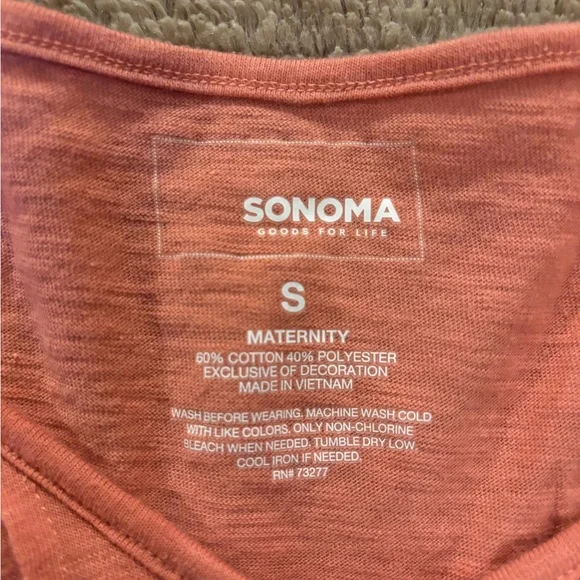 SONOMA
GOODS FOR LIFE
S
MATERNITY
60% COTTON 40% POLYESTER
EXCLUSIVE OF DECORATION
MADE IN VIETNAM
WASH BEFORE WEARING. MACHINE WASH COLD
WITH LIKE COLORS. ONLY NON-CHLORINE
BLEACH WHEN NEEDED. TUMBLE DRY LOW.
COOL IRON IF NEEDED.
RN# 73277